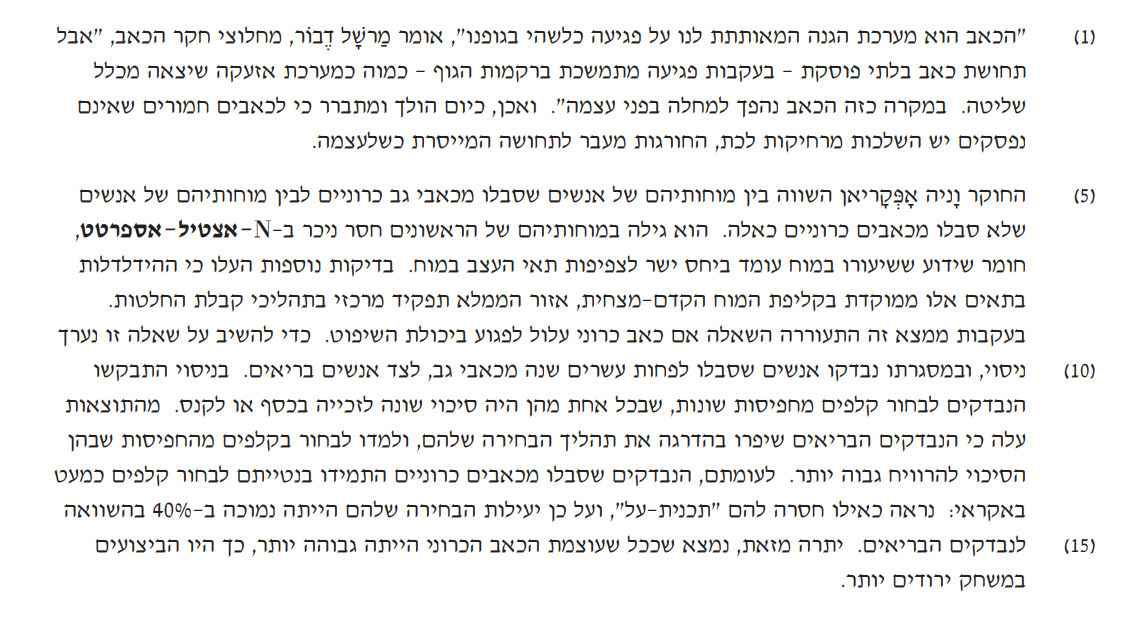 (1) "הכאב הוא מערכת הגנה המאותתת לנו על פגיעה כלשהי בגופנו", אומר מַרשָׁל דֶבוֹר, מחלוצי חקר הכאב, "אבל
תחושת כאב בלתי פוסקת – בעקבות פגיעה מתמשכת ברקמות הגוף – כמוה כמערכת אזעקה שיצאה מכלל
שליטה. במקרה כזה הכאב נהפך למחלה בפני עצמה". ואכן, כיום הולך ומתברר כי לכאבים חמורים שאינם
נפסקים יש השלכות מרחיקות לכת, החורגות מעבר לתחושה המייסרת כשלעצמה.
(5) החוקר וָניה אָפְּקָריאן השווה בין מוחותיהם של אנשים שסבלו מכאבי גב כרוניים לבין מוחותיהם של אנשים
שלא סבלו מכאבים כרוניים כאלה. הוא גילה במוחותיהם של הראשונים חסר ניכר ב-N-אצטיל-אספרטט,
חומר שידוע ששיעורו במוח עומד ביחס ישר לצפיפות תאי העצב במוח. בדיקות נוספות העלו כי ההידלדלות
בתאים אלו ממוקדת בקליפת המוח הקדם-מצחית, אזור הממלא תפקיד מרכזי בתהליכי קבלת החלטות.
בעקבות ממצא זה התעוררה השאלה אם כאב כרוני עלול לפגוע ביכולת השיפוט. כדי להשיב על שאלה זו נערך
(10) ניסוי, ובמסגרתו נבדקו אנשים שסבלו לפחות עשרים שנה מכאבי גב, לצד אנשים בריאים. בניסוי התבקשו
הנבדקים לבחור קלפים מחפיסות שונות, שבכל אחת מהן היה סיכוי שונה לזכייה בכסף או לקנס. מהתוצאות
עלה כי הנבדקים הבריאים שיפרו בהדרגה את תהליך הבחירה שלהם, ולמדו לבחור בקלפים מהחפיסות שבהן
הסיכוי להרוויח גבוה יותר. לעומתם, הנבדקים שסבלו מכאבים כרוניים התמידו בנטייתם לבחור קלפים כמעט
באקראי: נראה כאילו חסרה להם "תכנית-על", ועל כן יעילות הבחירה שלהם הייתה נמוכה ב-40% בהשוואה
(15) לנבדקים הבריאים. יתרה מזאת, נמצא שככל שעוצמת הכאב הכרוני הייתה גבוהה יותר, כך היו הביצועים
במשחק ירודים יותר.